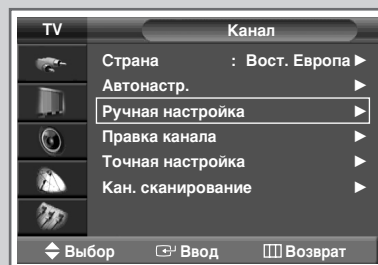 TV Канал
Страна : Вост. Европа ►
Автонастр. ►
Ручная настройка ►
Правка канала ►
Точная настройка ►
Кан. сканирование ►
Выбор Ввод Возврат